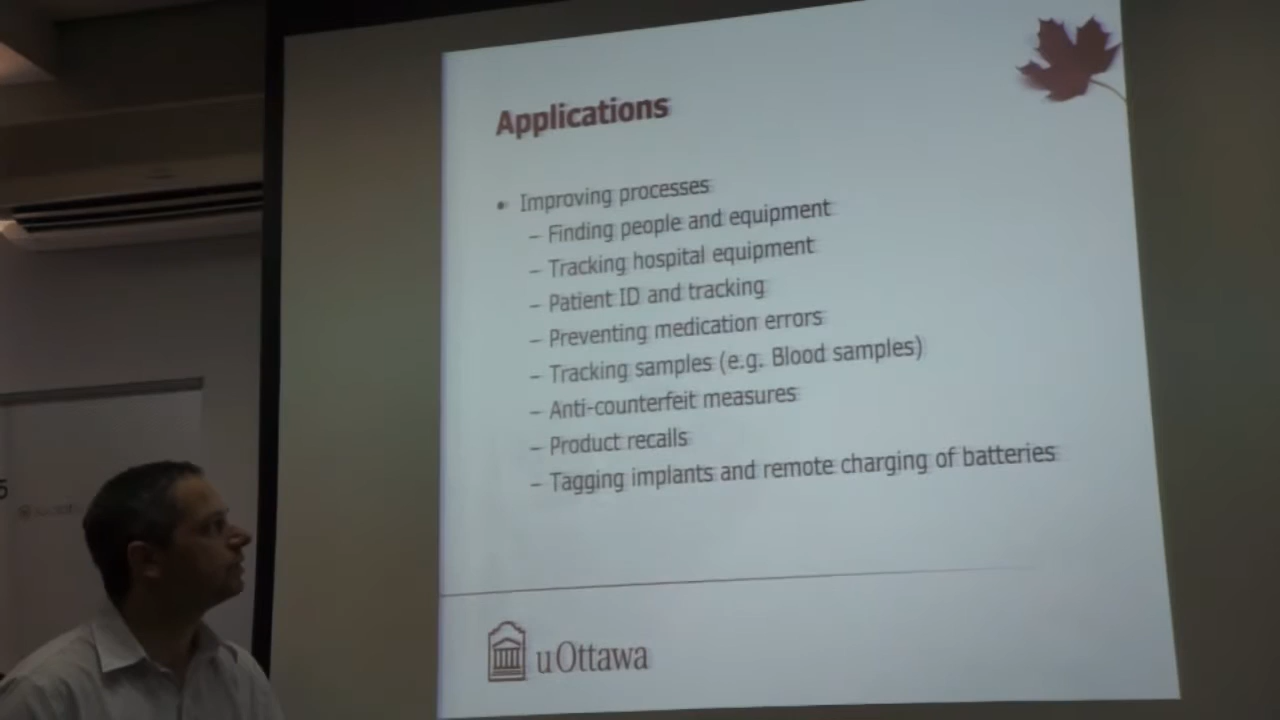 Applications
• Improving processes
– Finding people and equipment
– Tracking hospital equipment
– Patient ID and tracking
– Preventing medication errors
– Tracking samples (e.g. Blood samples)
– Anti-counterfeit measures
– Product recalls
– Tagging implants and remote charging of batteries
uOttawa
5